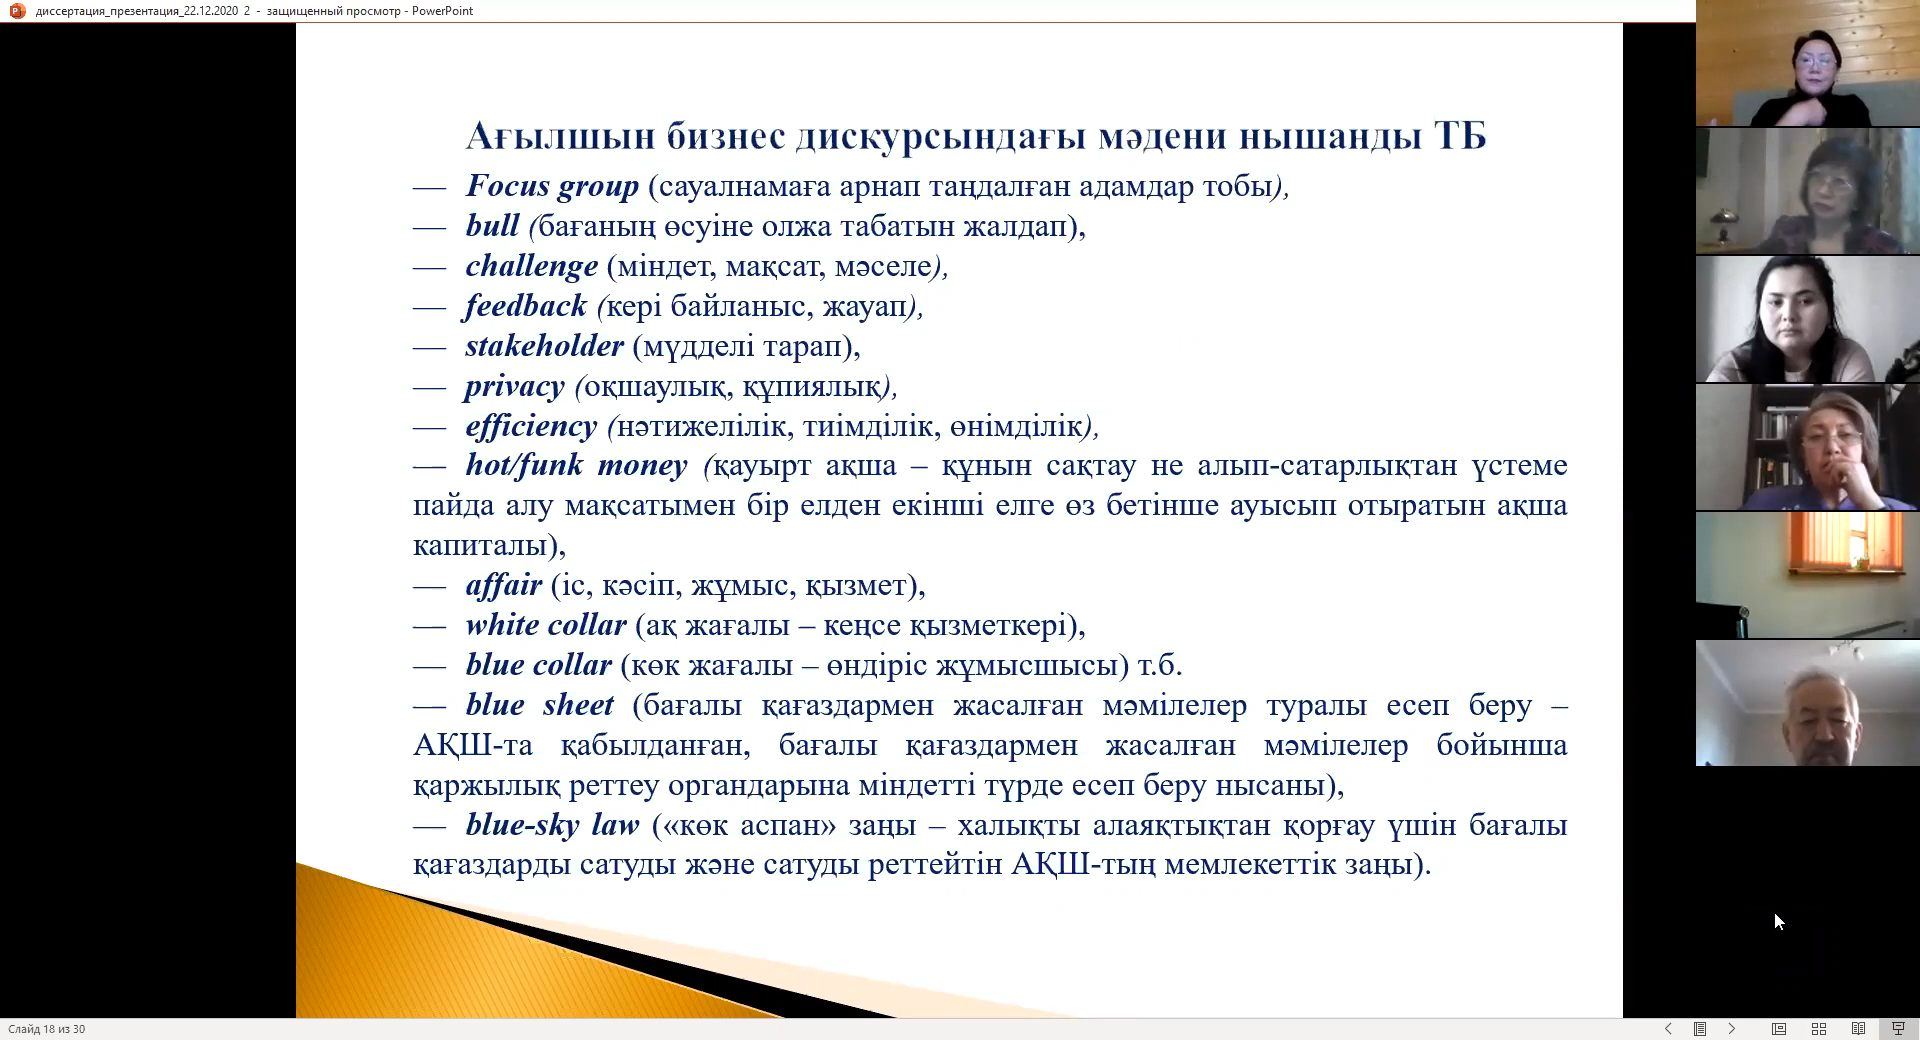 диссертация_презентация_22.12.2020 2 - защищенный просмотр - PowerPoint
Ағылшын бизнес дискурсындағы мәдени нышанды ТБ
— Focus group (сауалнамаға арнап таңдалған адамдар тобы),
— bull (бағаның өсуіне олжа табатын жалдап),
— challenge (міндет, мақсат, мәселе),
— feedback (кері байланыс, жауап),
— stakeholder (мүдделі тарап),
— privacy (оқшаулық, құпиялық),
— efficiency (нәтижелілік, тиімділік, өнімділік),
— hot/funk money (қауырт ақша – құнын сақтау не алып-сатарлықтан үстеме
пайда алу мақсатымен бір елден екінші елге өз бетінше ауысып отыратын ақша
капиталы),
— affair (іс, кәсіп, жұмыс, қызмет),
— white collar (ақ жағалы – кеңсе қызметкері),
— blue collar (көк жағалы – өндіріс жұмысшысы) т.б.
— blue sheet (бағалы қағаздармен жасалған мәмілелер туралы есеп беру –
АҚШ-та қабылданған, бағалы қағаздармен жасалған мәмілелер бойынша
қаржылық реттеу органдарына міндетті түрде есеп беру нысаны),
— blue-sky law («көк аспан» заңы – халықты алаяқтықтан қорғау үшін бағалы
қағаздарды сатуды және сатуды реттейтін АҚШ-тың мемлекеттік заңы).
Слайд 18 из 30